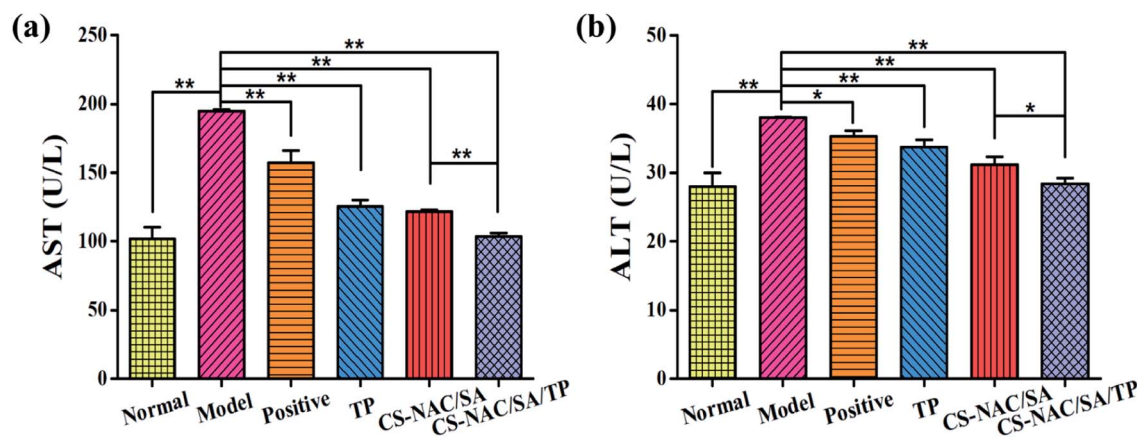 (a)
AST (U/L)
250
200
150
100
50
0
**
**
**
**
**
**
Normal
Model
Positive
TP
CS-NAC/SA
CS-NAC/SA/TP
(b)
ALT (U/L)
50
40
30
20
10
0
**
**
**
**
*
*
Normal
Model
Positive
TP
CS-NAC/SA
CS-NAC/SA/TP